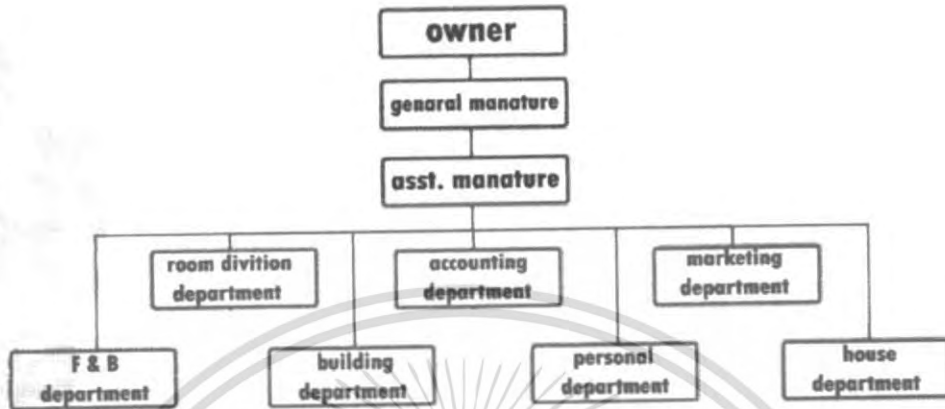 owner
genaral manature
asst. manature
room divition
department
accounting
department
marketing
department
F & B
department
building
department
personal
department
house
department